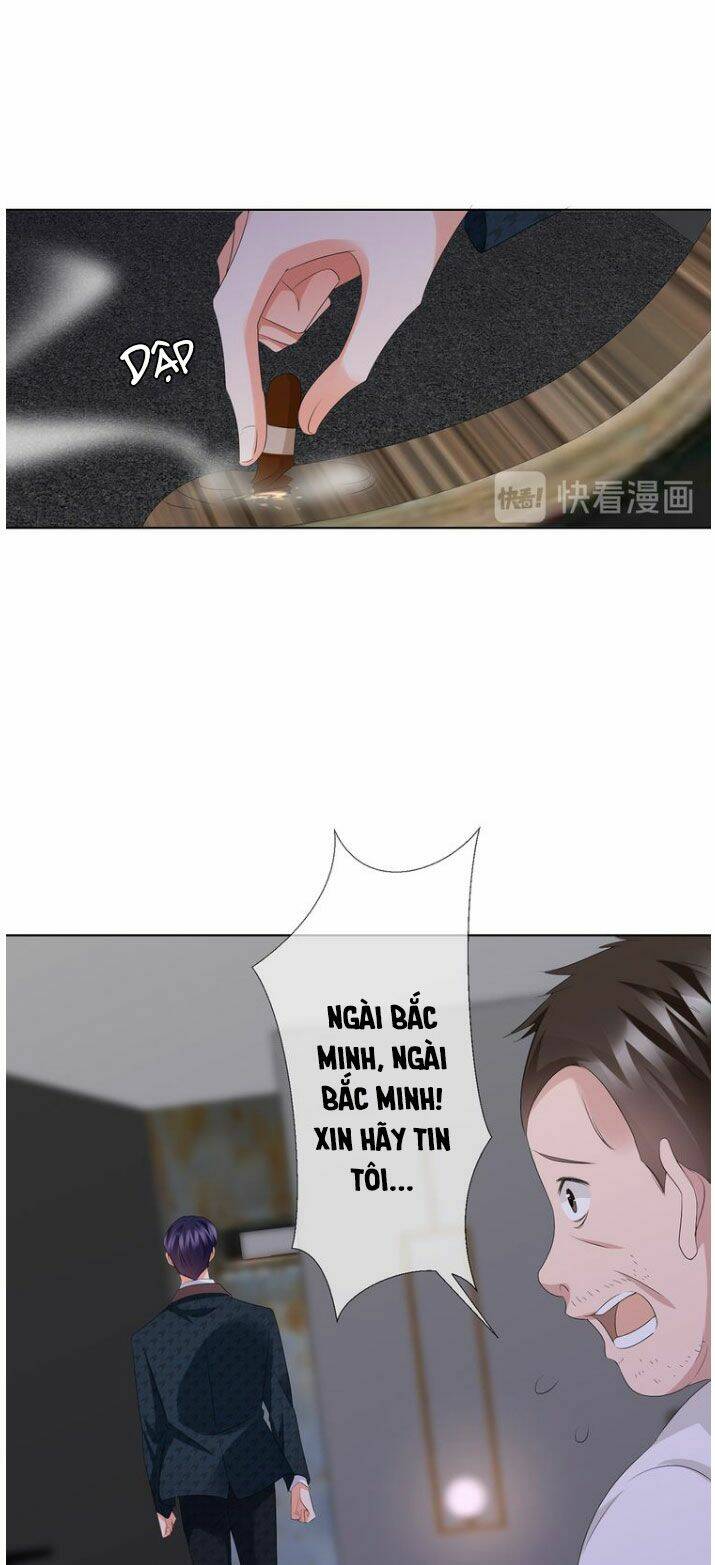 DẬP
快看! 快看漫画
NGÀI BẮC
MINH, NGÀI
BẮC MINH!
XIN HÃY TIN
TÔI...